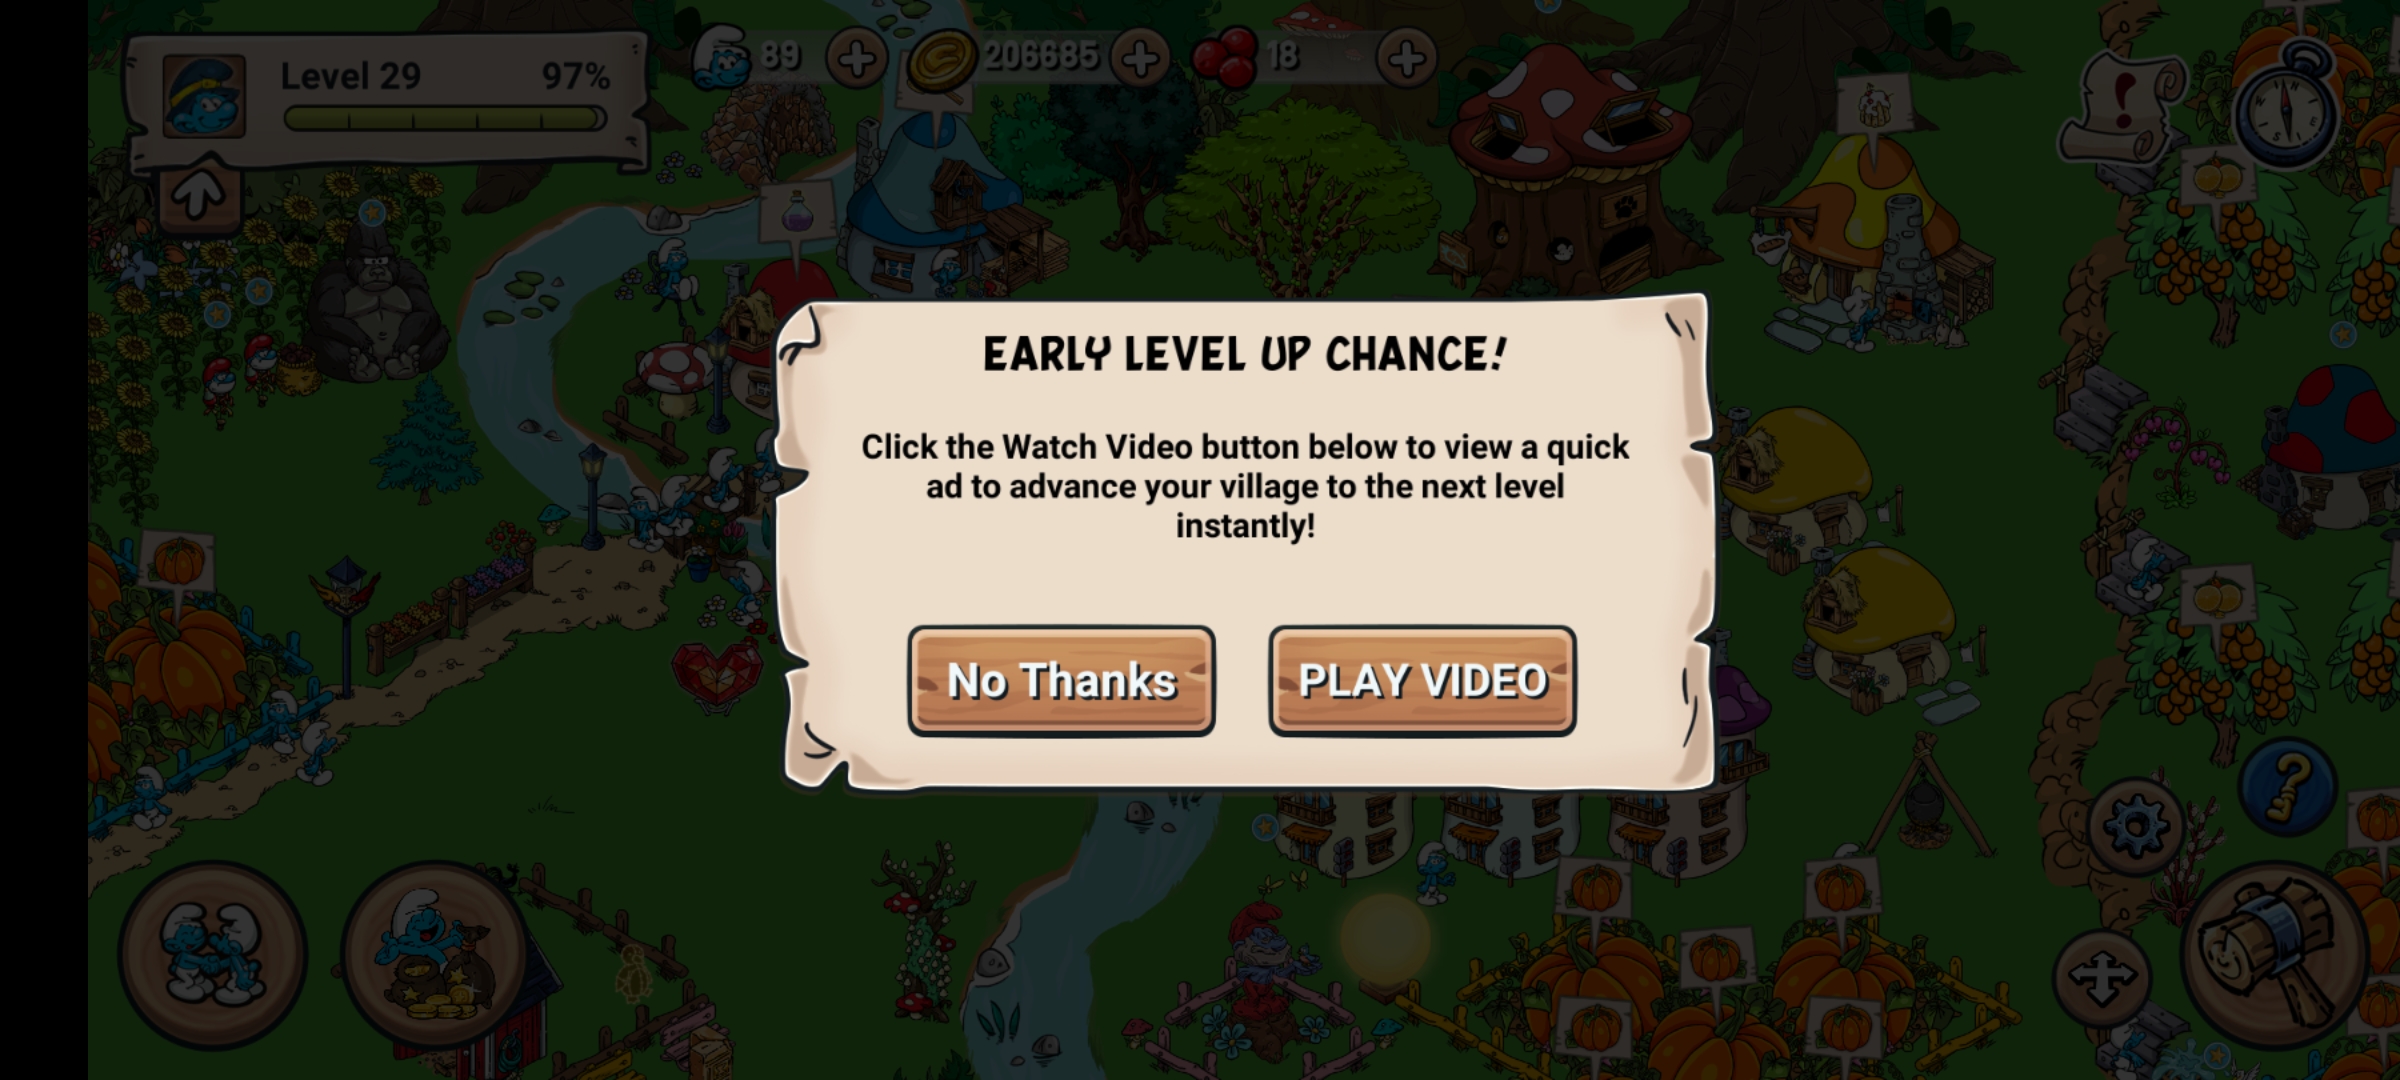 Level 29 97%
89
206685
18
EARLY LEVEL UP CHANCE!
Click the Watch Video button below to view a quick
ad to advance your village to the next level
instantly!
No Thanks
PLAY VIDEO